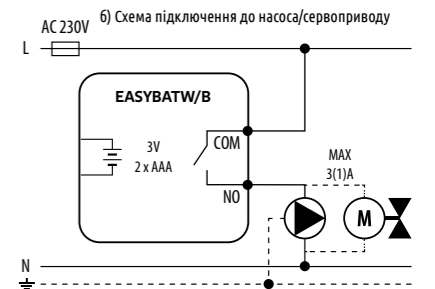 б) Схема підключення до насоса/сервоприводу
AC 230V
L
EASYBATW/B
3V
2 x AAA
COM
NO
MAX
3(1)A
M
N